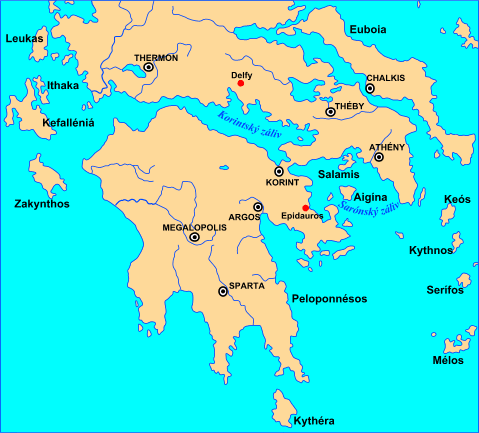 Euboia
Leukas
THERMON
Delfy
CHALKIS
Ithaka
THÉBY
Kefalléniá
Korintský záliv
ATHÉNY
Salamis
KORINT
Aigina
Keós
Zakynthos
Sarónský záliv
ARGOS
Epidauros
MEGALOPOLIS
Kythnos
SPARTA
Serifos
Peloponnésos
Mélos
Kythéra